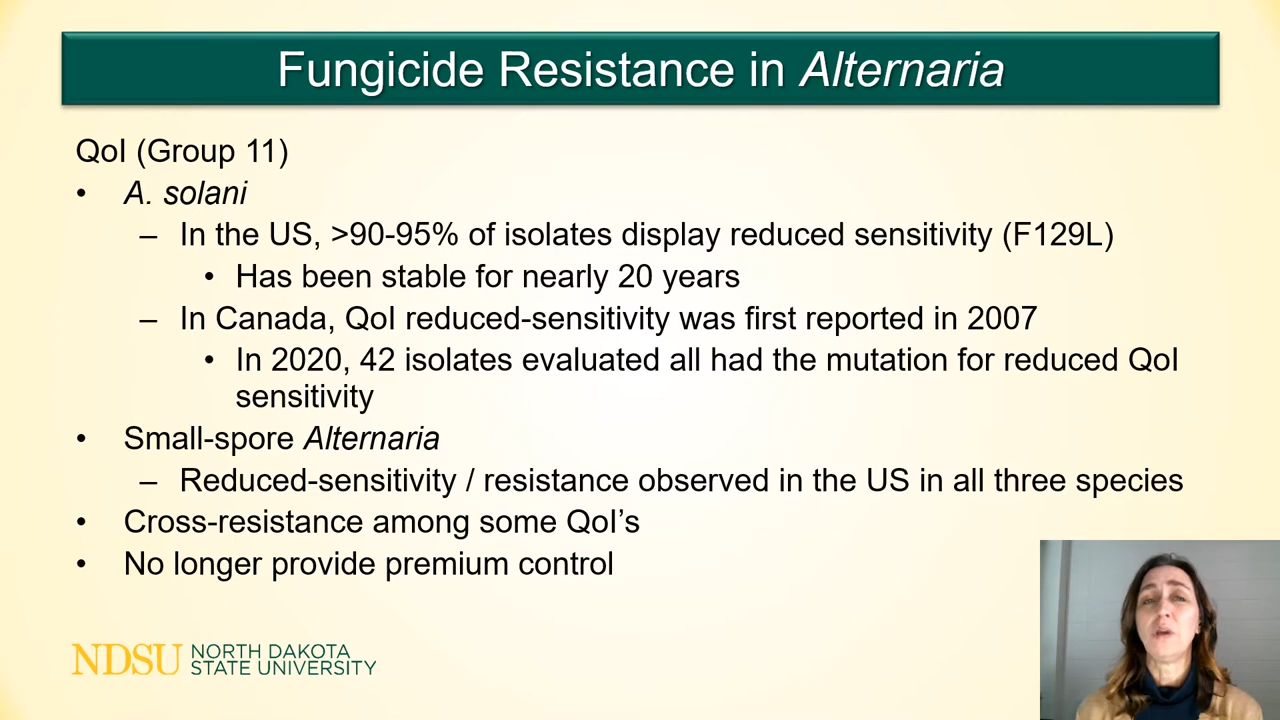 Fungicide Resistance in Alternaria
QoI (Group 11)
• A. solani
– In the US, >90-95% of isolates display reduced sensitivity (F129L)
• Has been stable for nearly 20 years
– In Canada, QoI reduced-sensitivity was first reported in 2007
• In 2020, 42 isolates evaluated all had the mutation for reduced QoI
sensitivity
• Small-spore Alternaria
– Reduced-sensitivity / resistance observed in the US in all three species
• Cross-resistance among some QoI's
• No longer provide premium control
NDSU NORTH DAKOTA
STATE UNIVERSITY